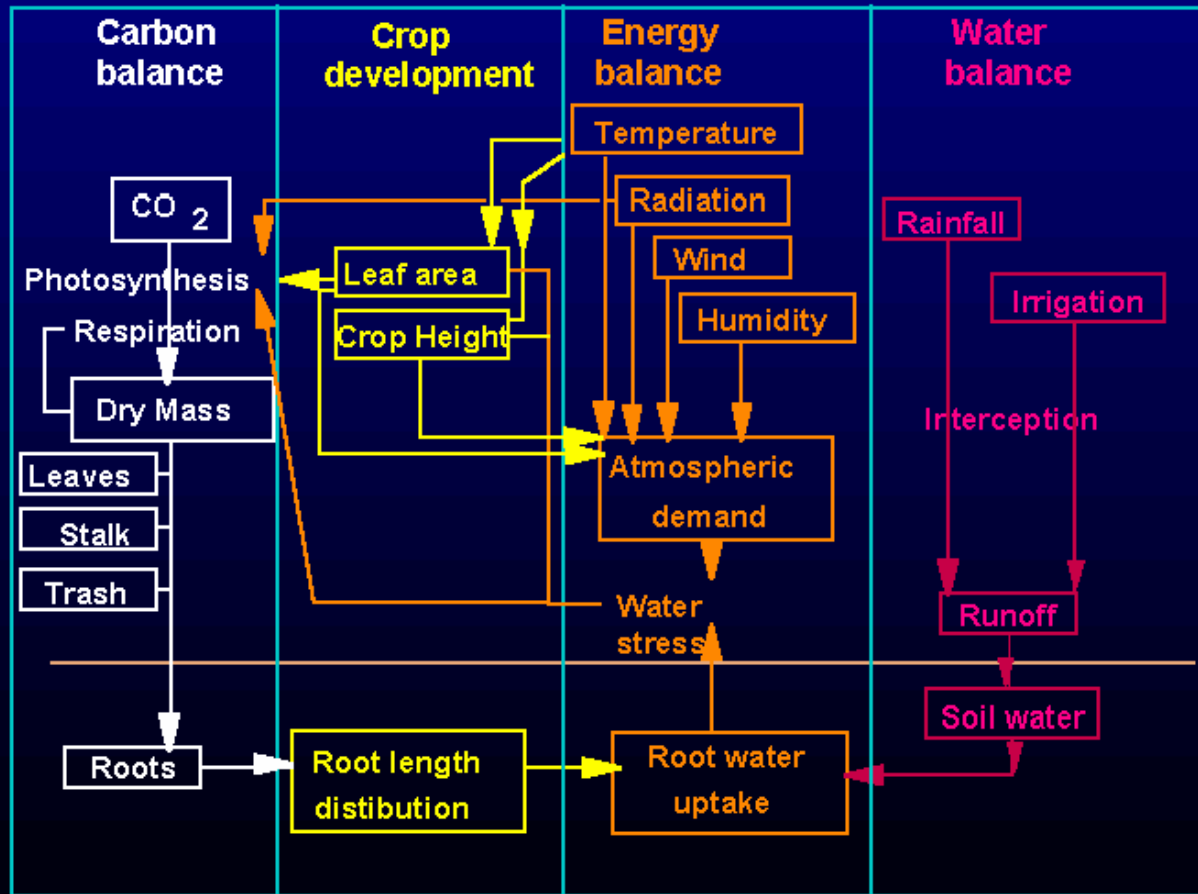 Carbon
balance
Crop
development
Energy
balance
Water
balance
Temperature
CO 2
Radiation
Rainfall
Photosynthesis
Leaf area
Wind
Irrigation
Respiration
Crop Height
Humidity
Dry Mass
Interception
Leaves
Atmospheric
demand
Stalk
Trash
Water
stress
Runoff
Soil water
Roots
Root length
distibution
Root water
uptake